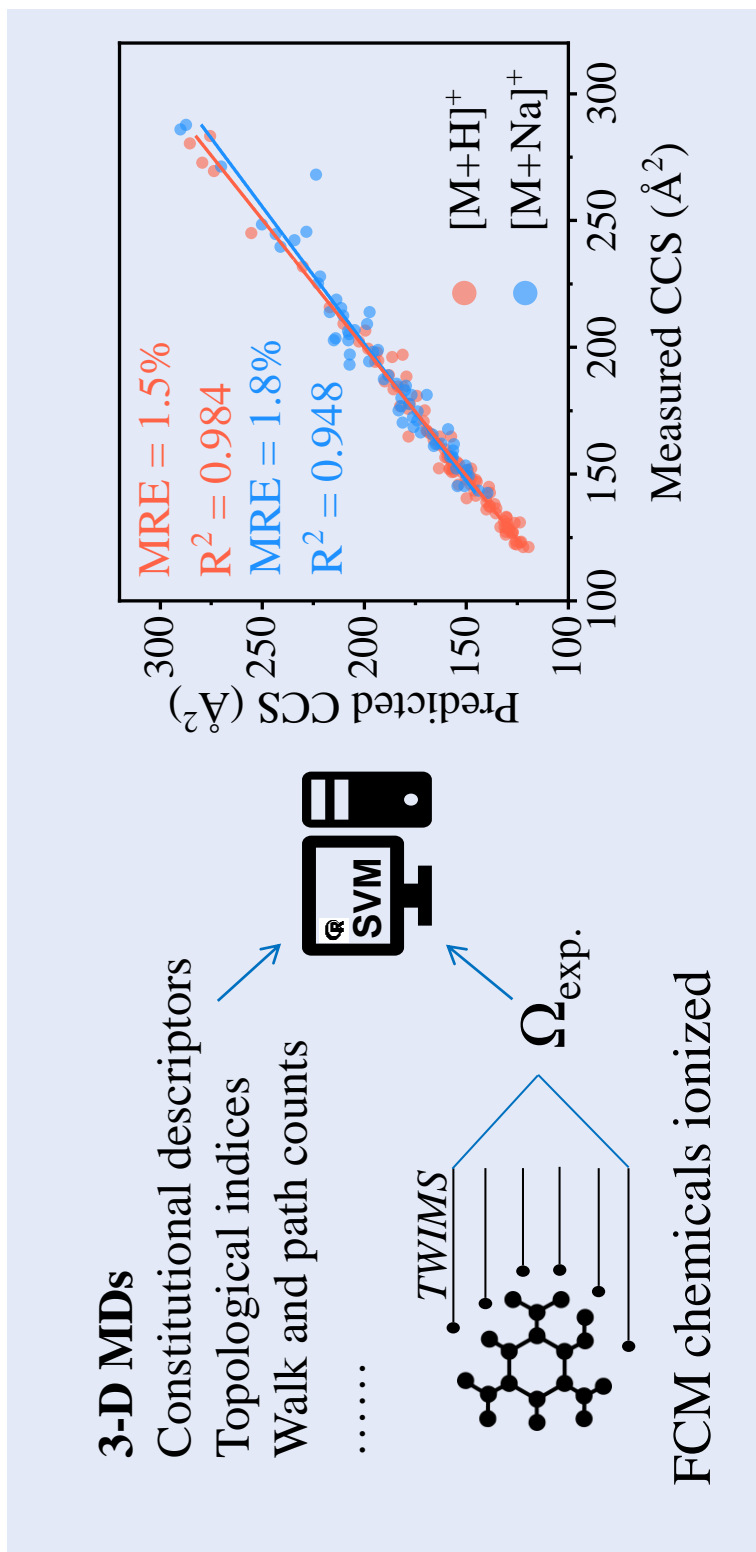 3-D MDs
Constitutional descriptors
Topological indices
Walk and path counts
......
TWIMS
Ω exp.
FCM chemicals ionized
R
SVM
Predicted CCS (Å²)
300
250
200
150
100
MRE = 1.5%
R² = 0.984
MRE = 1.8%
R² = 0.948
[M+H]⁺
[M+Na]⁺
100
150
200
250
300
Measured CCS (Å²)